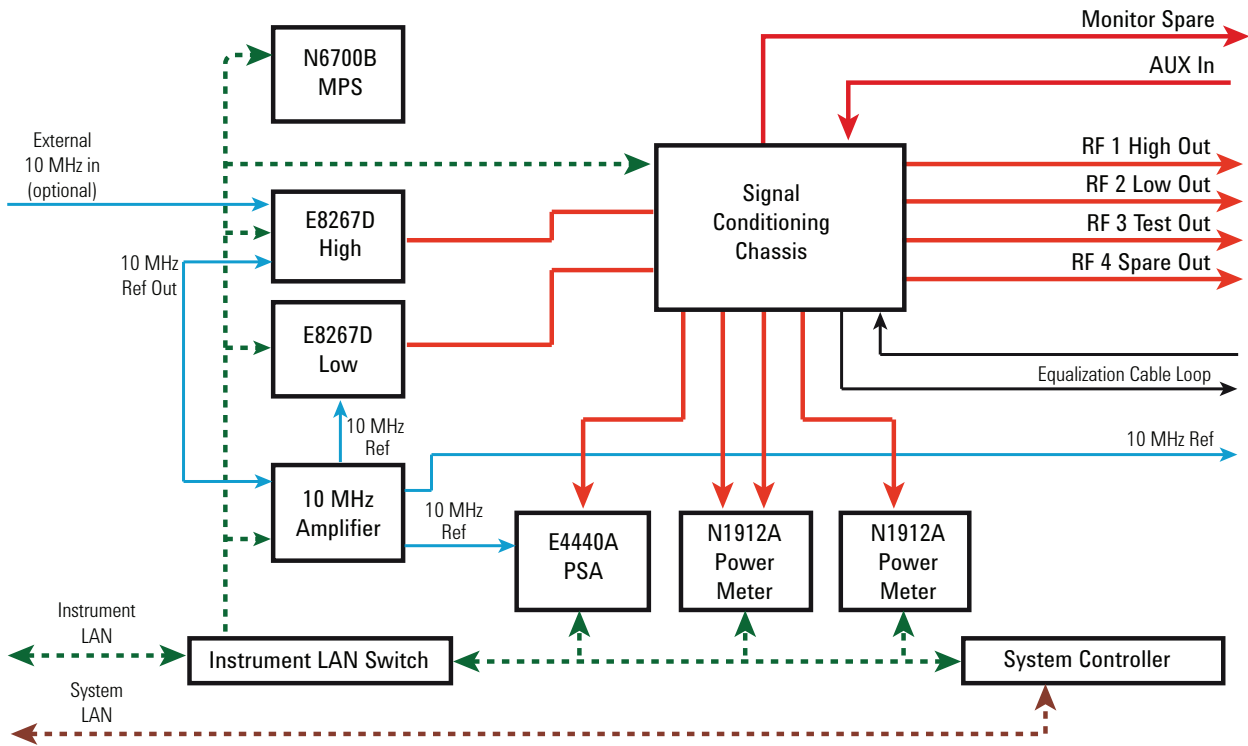 Monitor Spare
AUX In
N6700B
MPS
External
10 MHz in
(optional)
RF 1 High Out
RF 2 Low Out
RF 3 Test Out
RF 4 Spare Out
Signal
Conditioning
Chassis
E8267D
High
10 MHz
Ref Out
E8267D
Low
Equalization Cable Loop
10 MHz
Ref
10 MHz Ref
10 MHz
Amplifier
10 MHz
Ref
E4440A
PSA
N1912A
Power
Meter
N1912A
Power
Meter
Instrument
LAN
Instrument LAN Switch
System Controller
System
LAN